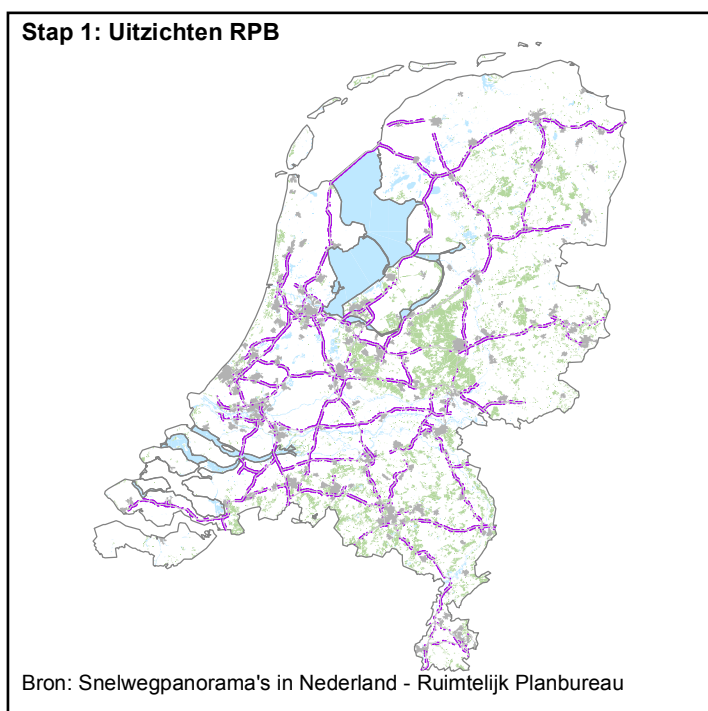 Stap 1: Uitzichten RPB
Bron: Snelwegpanorama's in Nederland - Ruimtelijk Planbureau